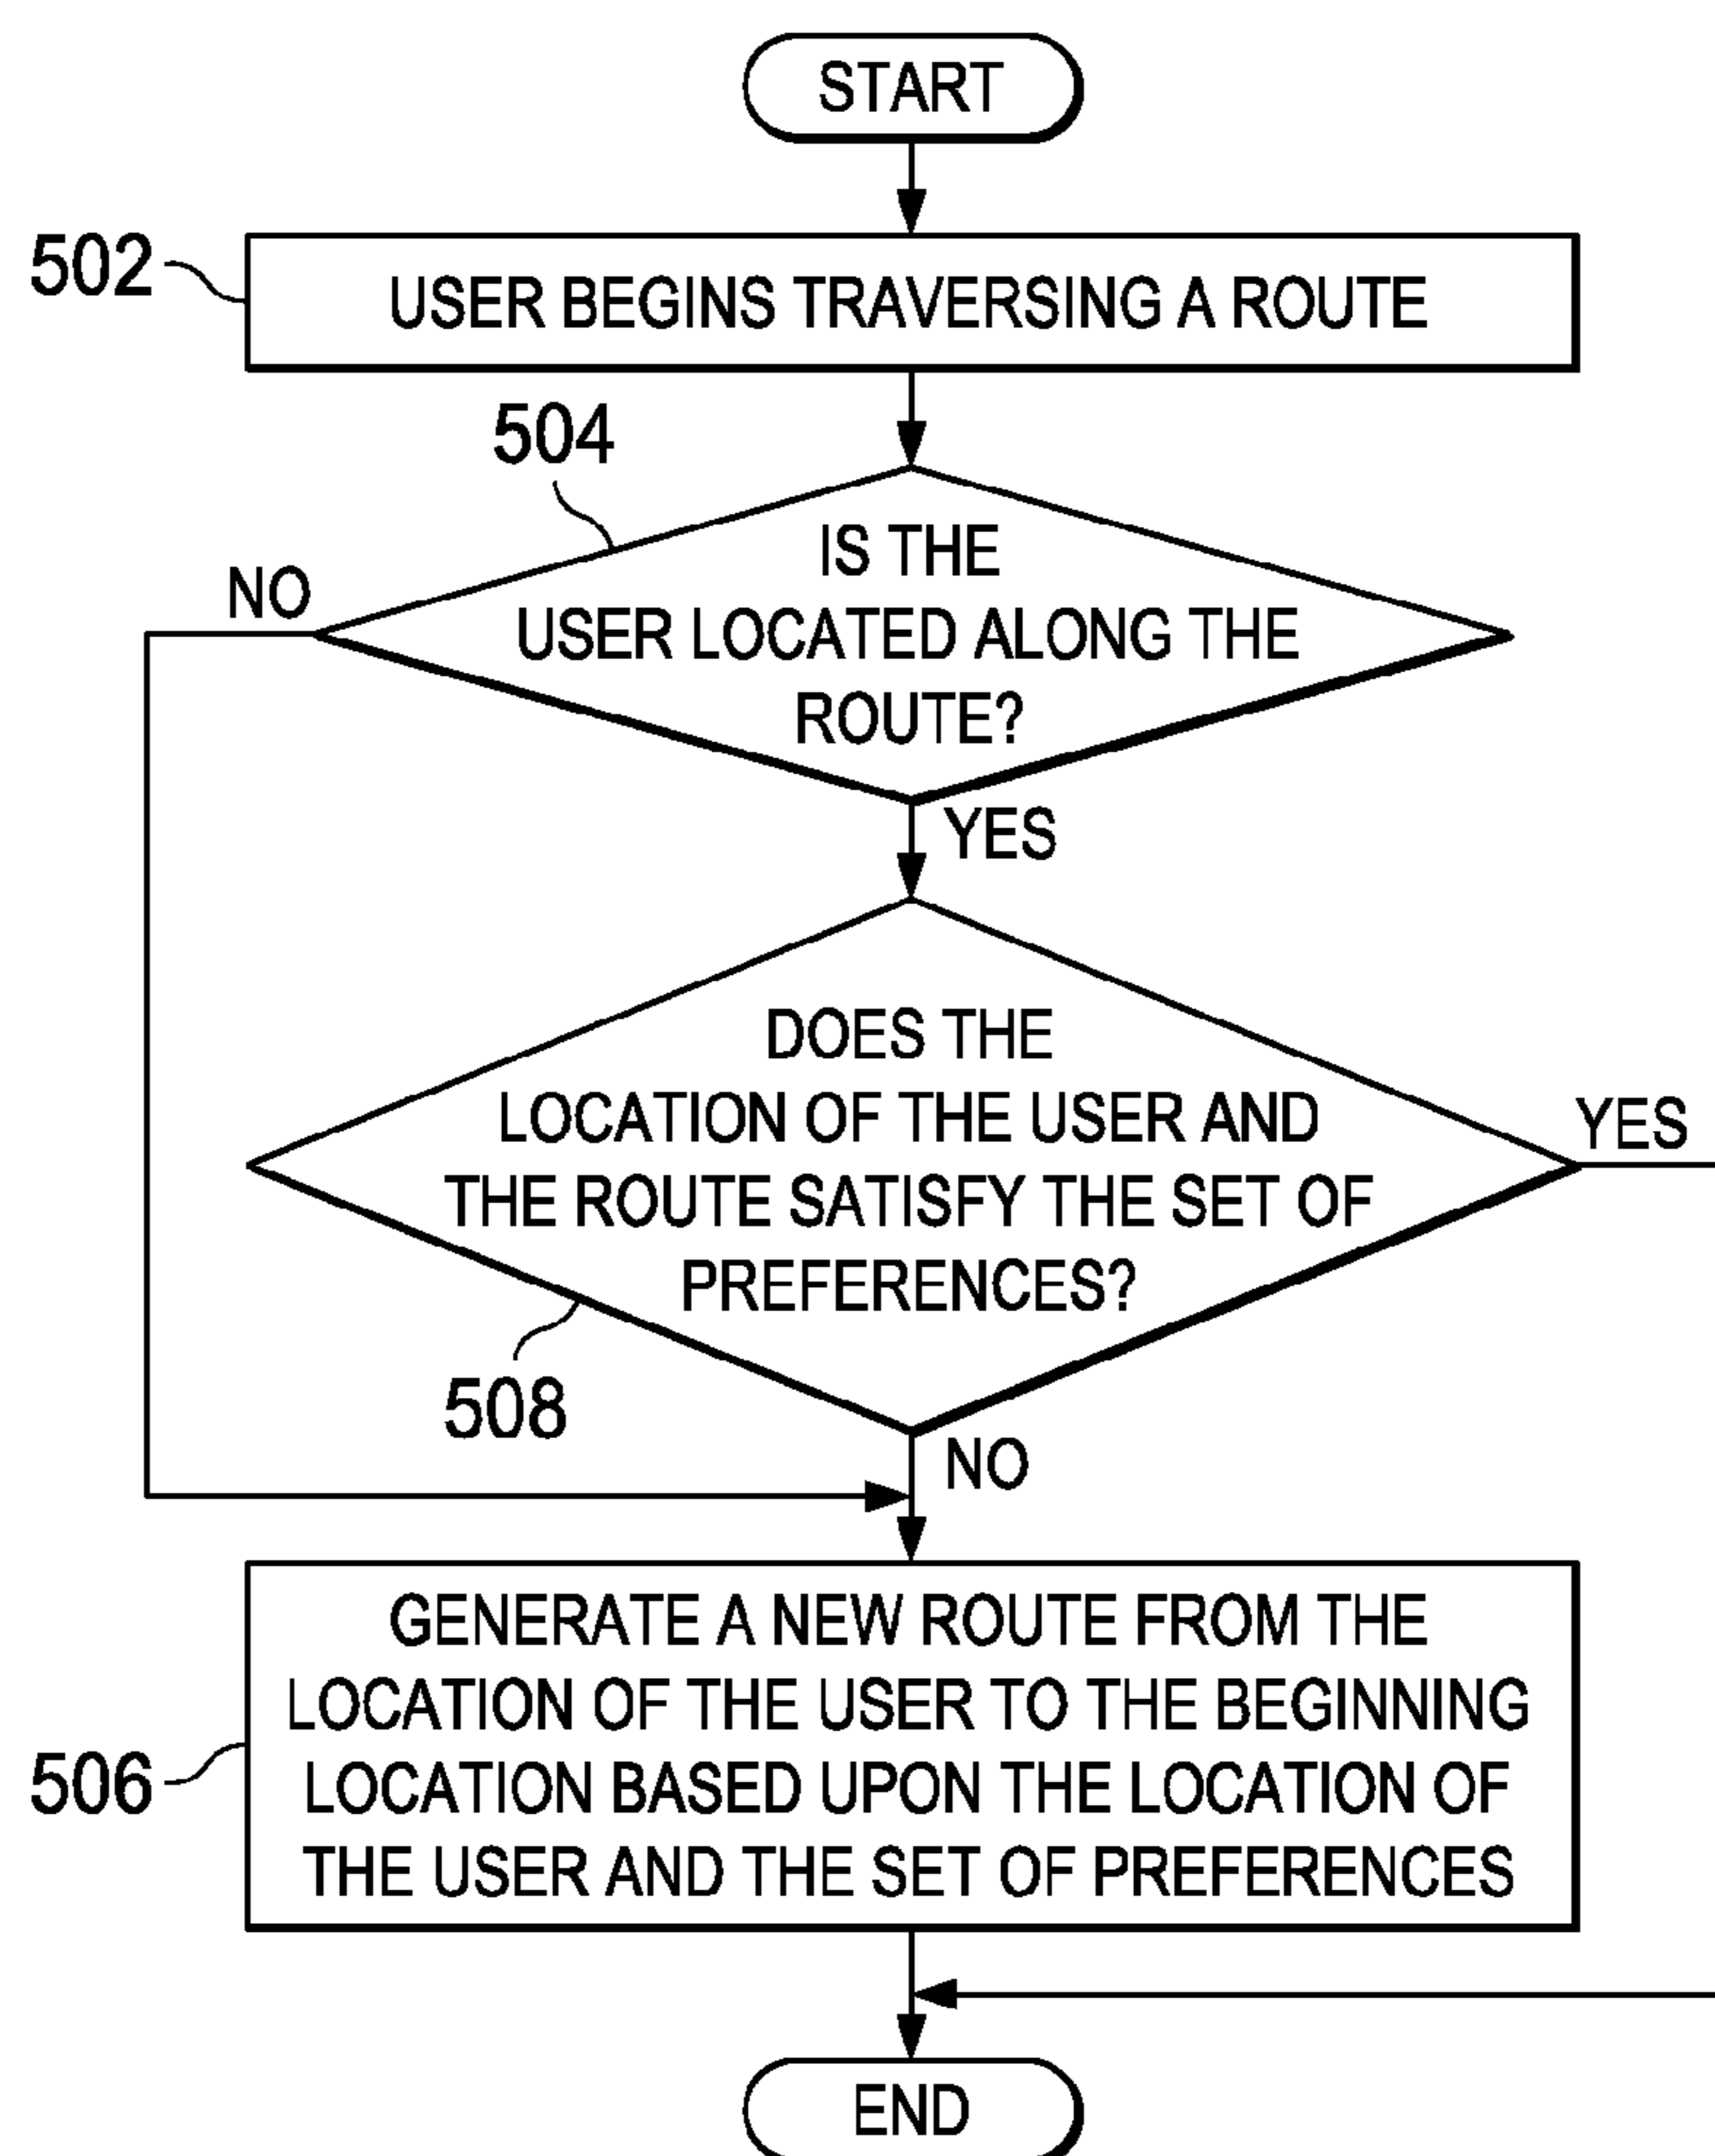 START
502
USER BEGINS TRAVERSING A ROUTE
504
IS THE
USER LOCATED ALONG THE
ROUTE?
NO
YES
DOES THE
LOCATION OF THE USER AND
THE ROUTE SATISFY THE SET OF
PREFERENCES?
YES
508
NO
GENERATE A NEW ROUTE FROM THE
LOCATION OF THE USER TO THE BEGINNING
LOCATION BASED UPON THE LOCATION OF
THE USER AND THE SET OF PREFERENCES
506
END